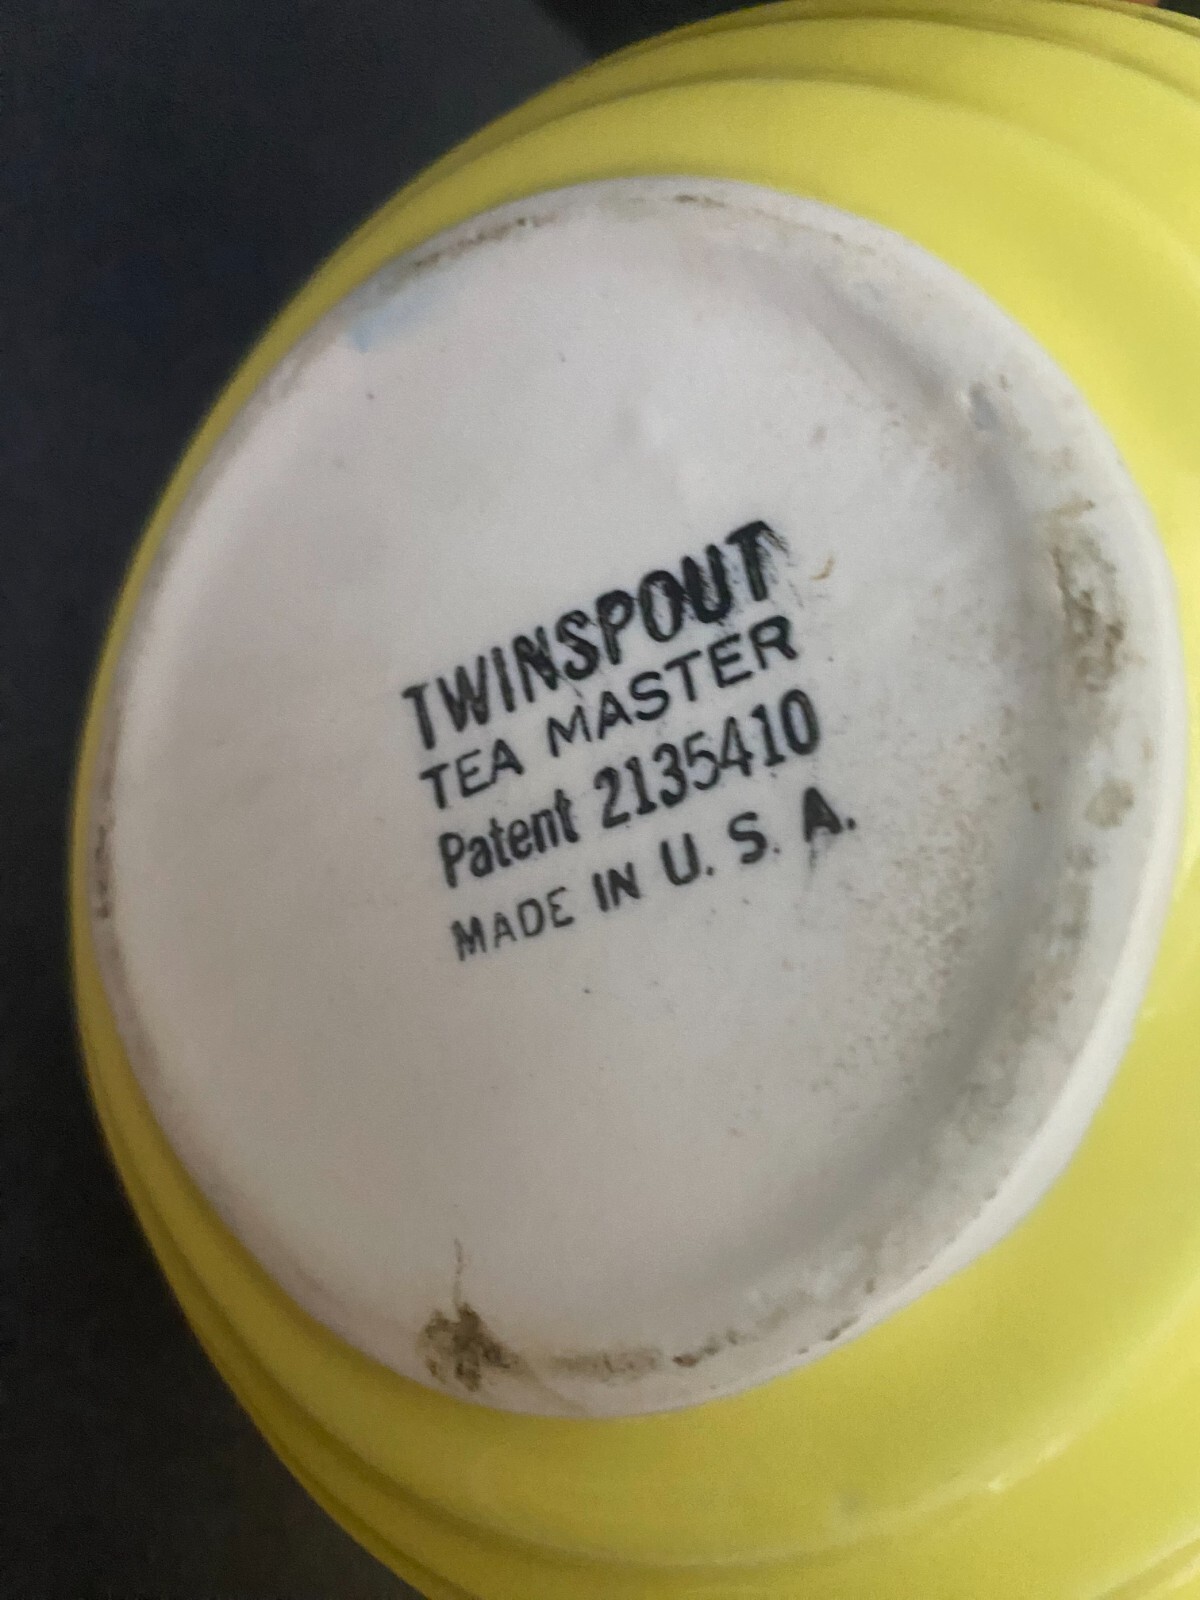 TWINSPOUT
TEA MASTER
Patent 2135410
MADE IN U. S. A.